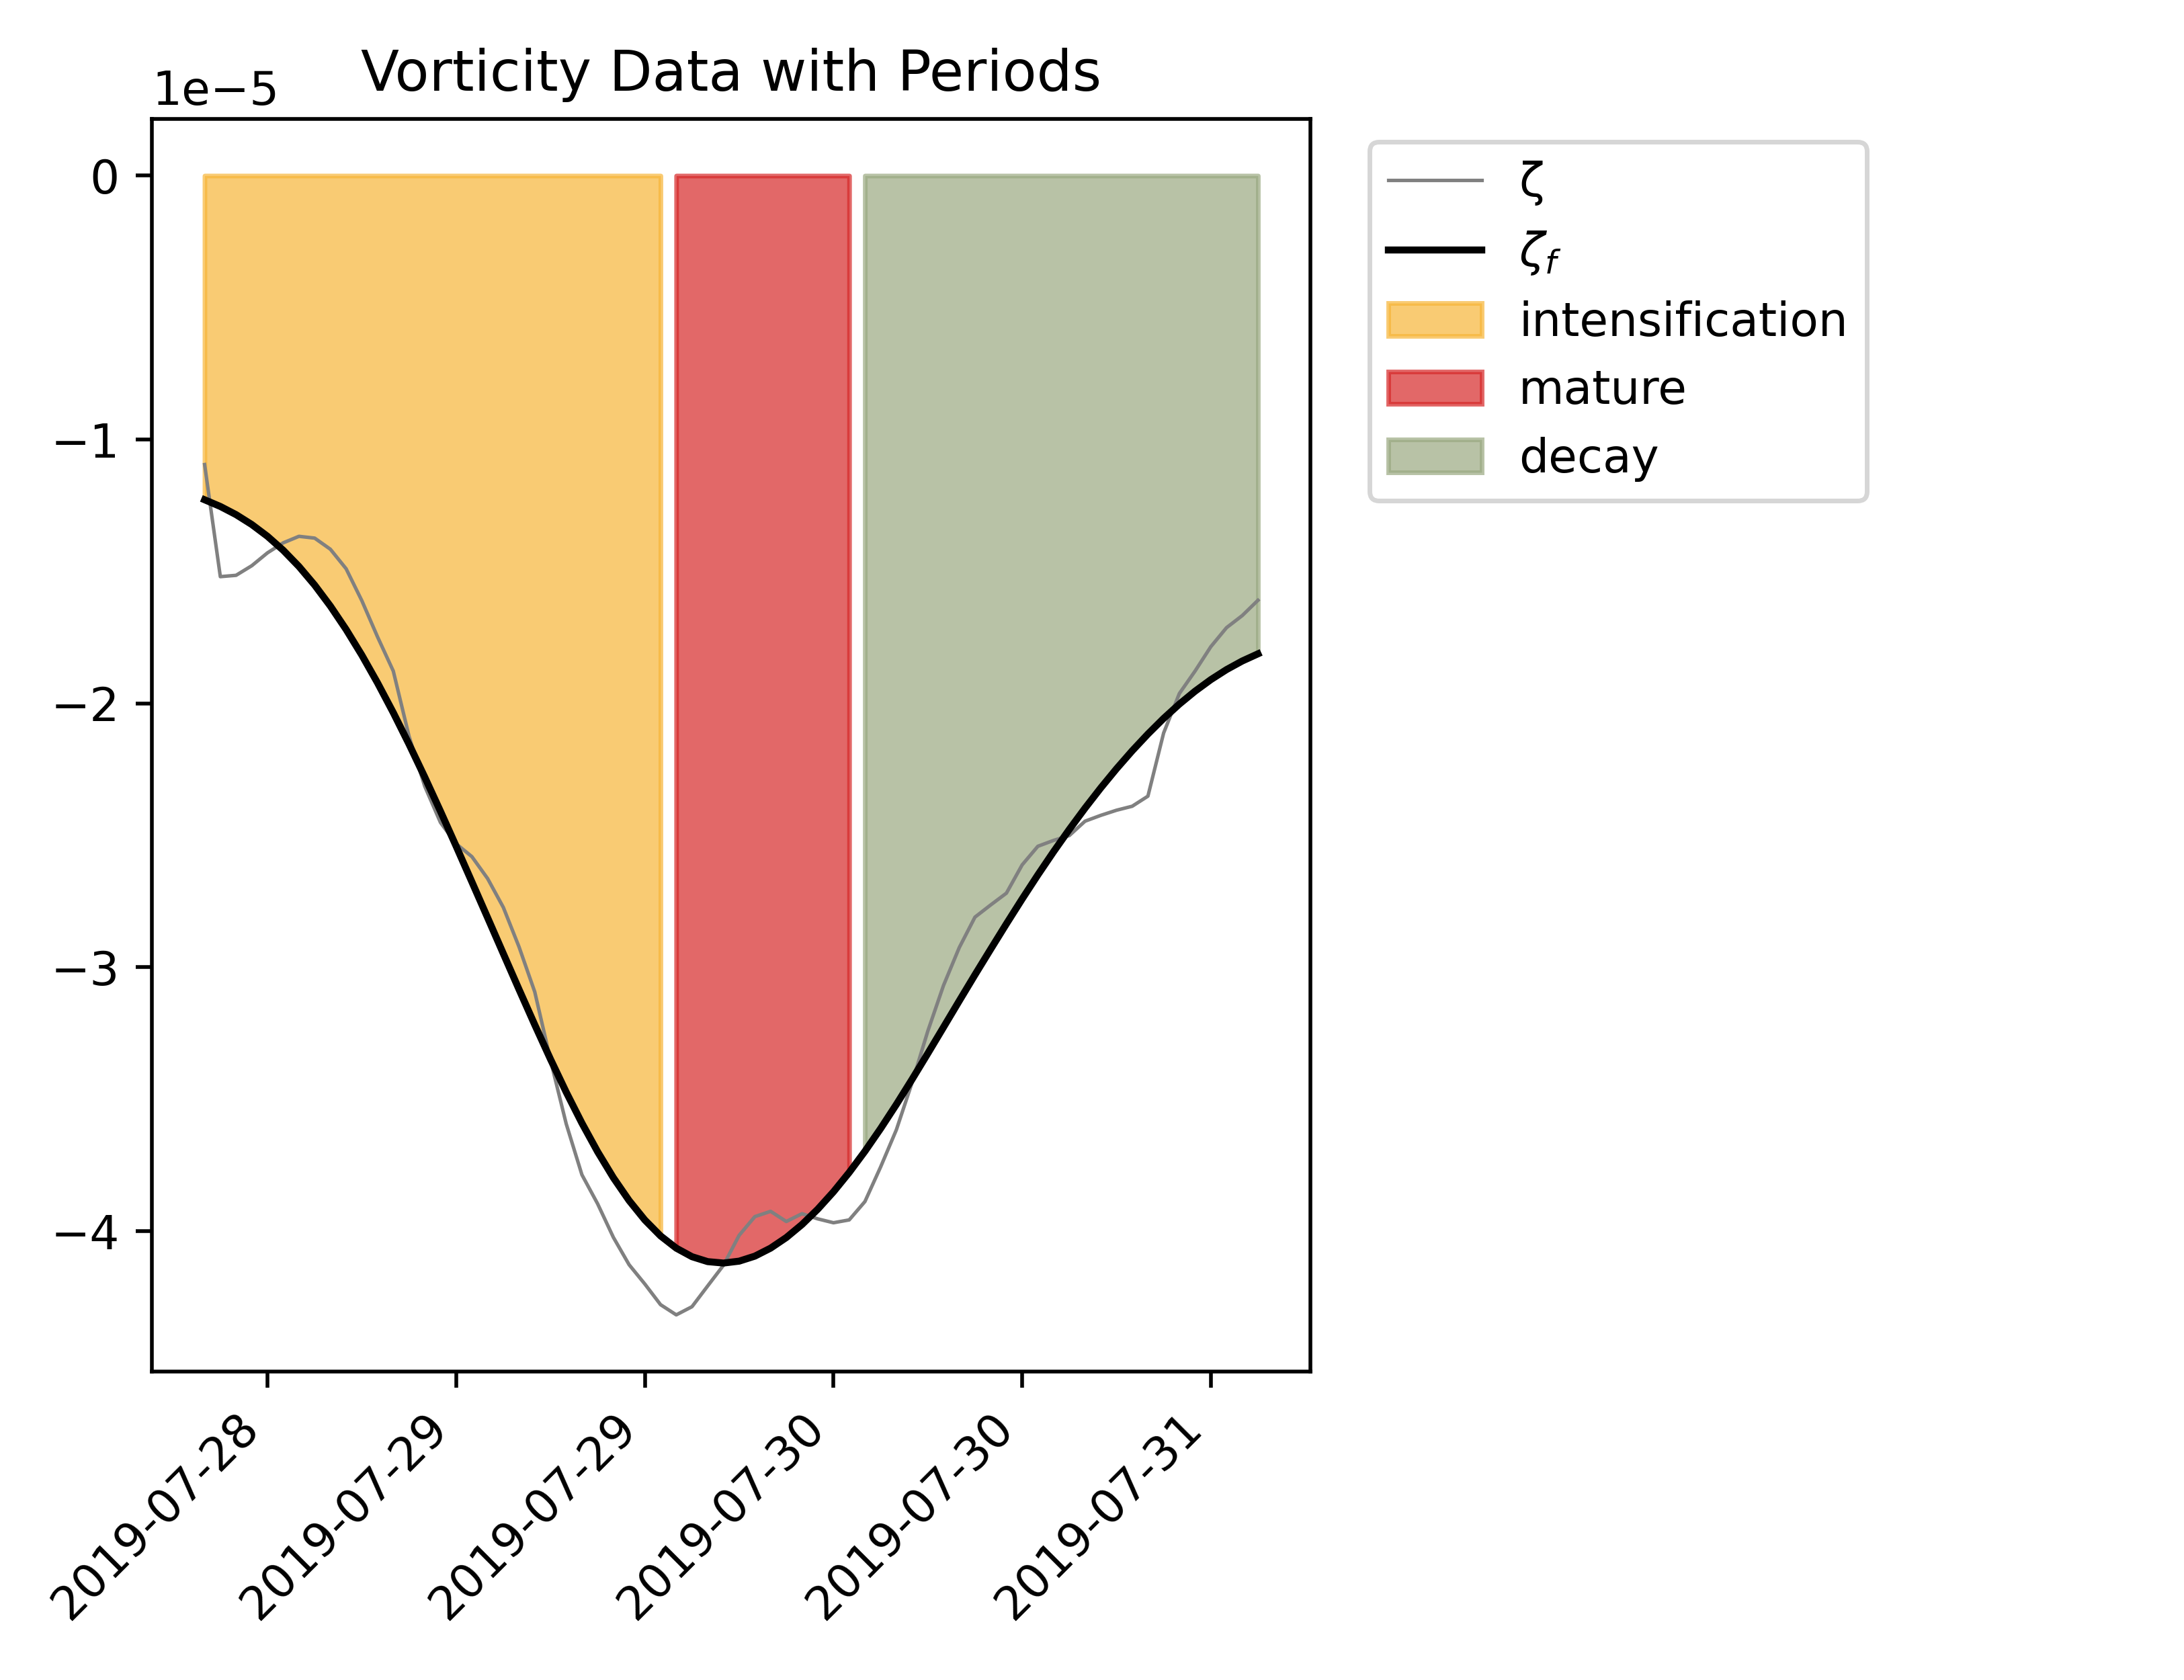 Vorticity Data with Periods
1e−5
0
−1
−2
−3
−4
2019-07-28
2019-07-29
2019-07-29
2019-07-30
2019-07-30
2019-07-31
ζ
ζf
intensification
mature
decay